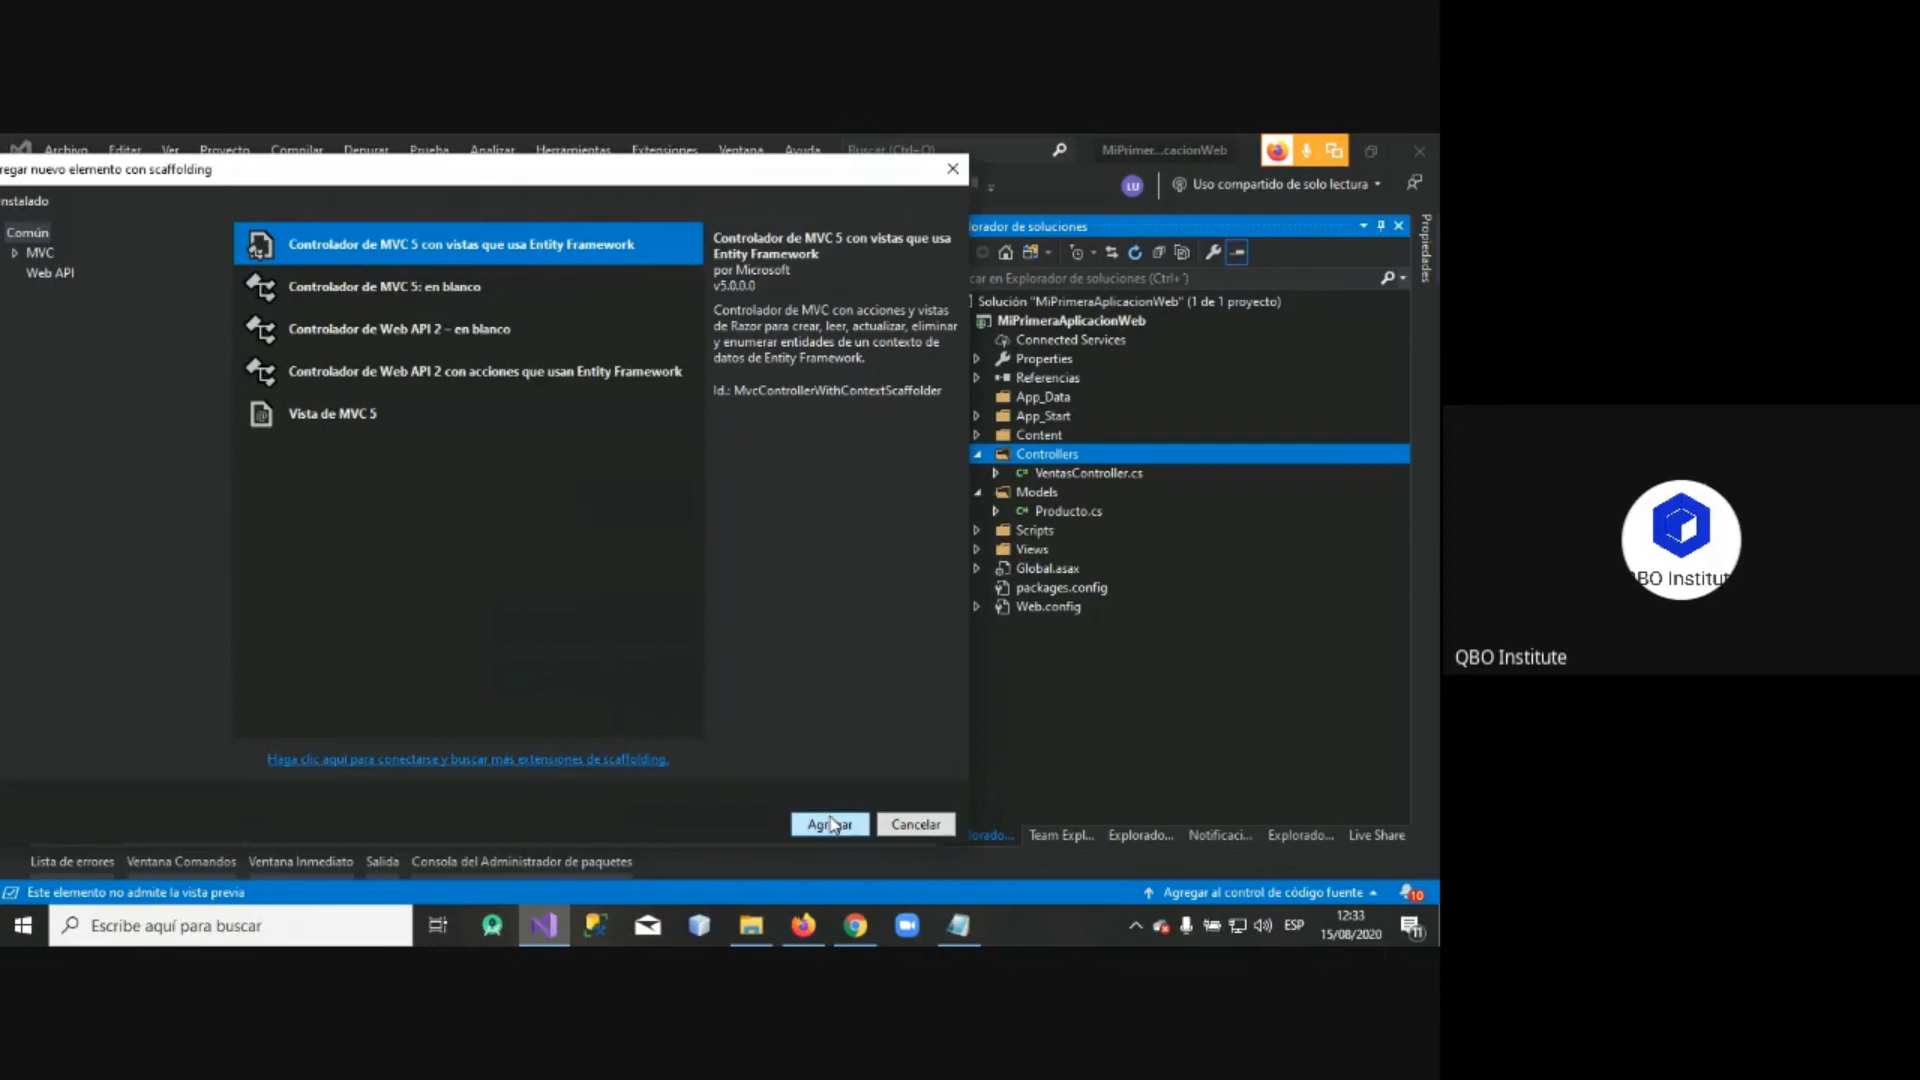 Archivo Editar Ver Proyecto Compilar Depurar Prueba Analizar Herramientas Extensiones Ventana Ayuda Buscar (Ctrl+Q) MiPrimer...cacionWeb
regar nuevo elemento con scaffolding
LU Uso compartido de solo lectura
nstalado
Común
MVC
Web API
Controlador de MVC 5 con vistas que usa Entity Framework
Controlador de MVC 5: en blanco
Controlador de Web API 2 – en blanco
Controlador de Web API 2 con acciones que usan Entity Framework
Vista de MVC 5
Controlador de MVC 5 con vistas que usa
Entity Framework
por Microsoft
v5.0.0.0
Controlador de MVC con acciones y vistas
de Razor para crear, leer, actualizar, eliminar
y enumerar entidades de un contexto de
datos de Entity Framework.
Id.: MvcControllerWithContextScaffolder
Haga clic aquí para conectarse y buscar más extensiones de scaffolding.
Agregar Cancelar
orador de soluciones
Propiedades
car en Explorador de soluciones (Ctrl+´)
Solución "MiPrimeraAplicacionWeb" (1 de 1 proyecto)
MiPrimeraAplicacionWeb
Connected Services
Properties
Referencias
App_Data
App_Start
Content
Controllers
VentasController.cs
Models
Producto.cs
Scripts
Views
Global.asax
packages.config
Web.config
lorado... Team Expl... Explorado... Notificaci... Explorado... Live Share
Lista de errores Ventana Comandos Ventana Inmediato Salida Consola del Administrador de paquetes
Este elemento no admite la vista previa
Agregar al control de código fuente 10
Escribe aquí para buscar
ESP
12:33
15/08/2020
11
BO Institut
QBO Institute